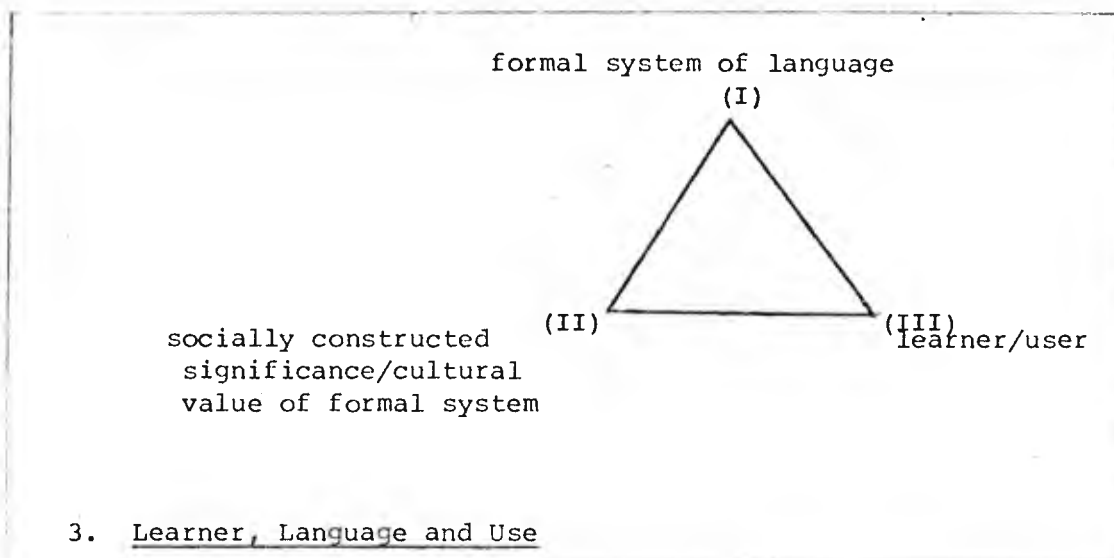 formal system of language
(I)
(II)
(III)
learner/user
socially constructed
significance/cultural
value of formal system
3. Learner, Language and Use